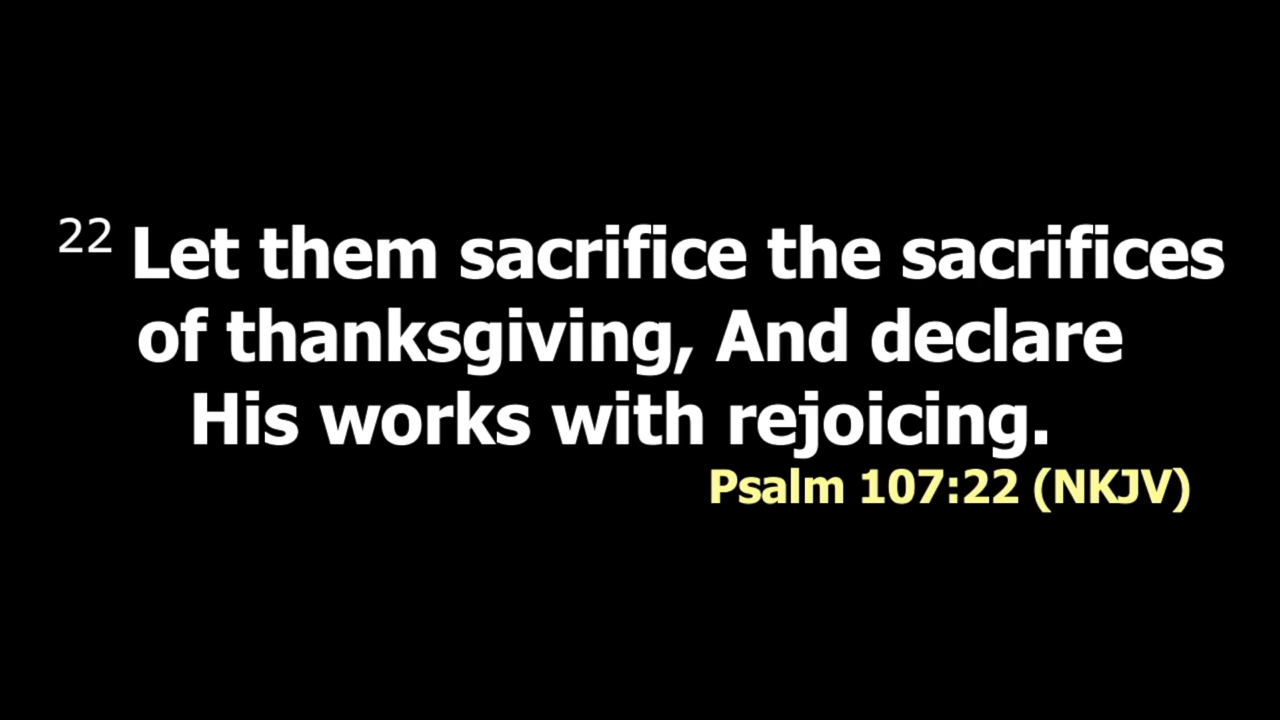 22 Let them sacrifice the sacrifices
of thanksgiving, And declare
His works with rejoicing.
Psalm 107:22 (NKJV)